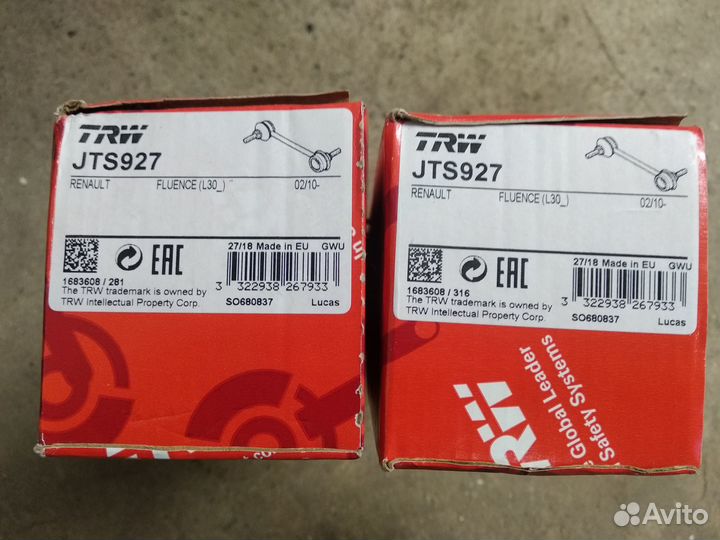 TRW
JTS927
RENAULT FLUENCE (L30_) 02/10-
EAC
27/18 Made in EU GWU
1683608 / 281
The TRW trademark is owned by
TRW Intellectual Property Corp.
3 322938 267933
SO680837 Lucas
TRW
JTS927
RENAULT FLUENCE (L30_) 02/10-
EAC
27/18 Made in EU GWU
1683608 / 316
The TRW trademark is owned by
TRW Intellectual Property Corp.
3 322938 267933
SO680837 Lucas
Global Leader
Safety Systems
Avito